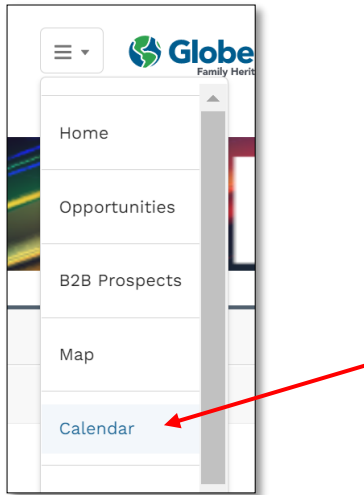 Globe
Family Herit
Home
Opportunities
B2B Prospects
Map
Calendar